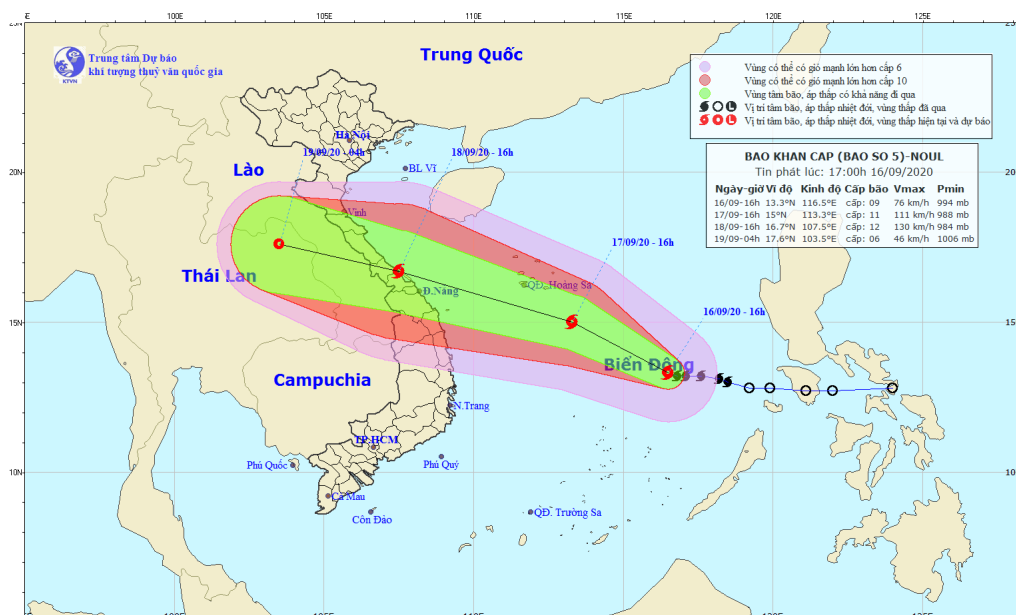 100E 105E 110E 115E 120E 125E
Trung tâm Dự báo
khí tượng thuỷ văn quốc gia
KTVN
Trung Quốc
Vùng có thể có gió mạnh lớn hơn cấp 6
Vùng có thể có gió mạnh lớn hơn cấp 10
Vùng tâm bão, áp thấp có khả năng đi qua
Vị trí tâm bão, áp thấp nhiệt đới, vùng thấp đã qua
Vị trí tâm bão, áp thấp nhiệt đới, vùng thấp hiện tại và dự báo
Hà Nội
19/09/20 - 04h
18/09/20 - 16h
BAO KHAN CAP (BAO SO 5)-NOUL
Tin phát lúc: 17:00h 16/09/2020
Ngày-giờ Vĩ độ Kinh độ Cấp bão Vmax Pmin
16/09-16h 13.3°N 116.5°E cấp: 09 76 km/h 994 mb
17/09-16h 15°N 113.3°E cấp: 11 111 km/h 988 mb
18/09-16h 16.7°N 107.5°E cấp: 12 130 km/h 984 mb
19/09-04h 17.6°N 103.5°E cấp: 06 46 km/h 1006 mb
Lào
BL Vĩ
20N
Vinh
17/09/20 - 16h
Thái Lan
Đ.Năng
QĐ. Hoàng Sa
16/09/20 - 16h
15N
Biển Đông
Campuchia
N.Trang
TP.HCM
Phú Quốc
Phú Quý
10N
Cà Mau
Côn Đảo
QĐ. Trường Sa
100E 105E 110E 115E 120E 125E